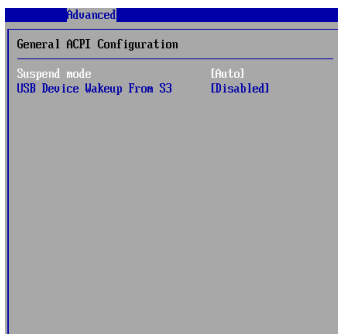 Advanced
General ACPI Configuration
Suspend mode [Auto]
USB Device Wakeup From S3 [Disabled]